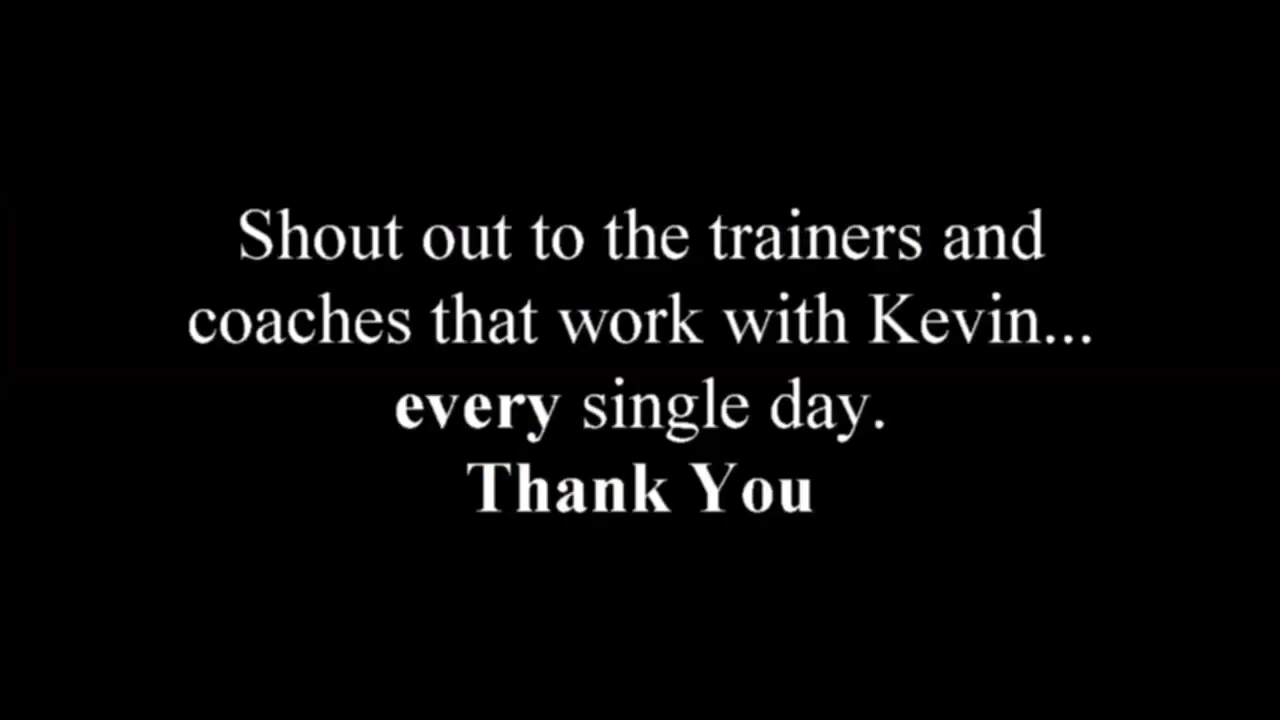 Shout out to the trainers and
coaches that work with Kevin...
every single day.
Thank You